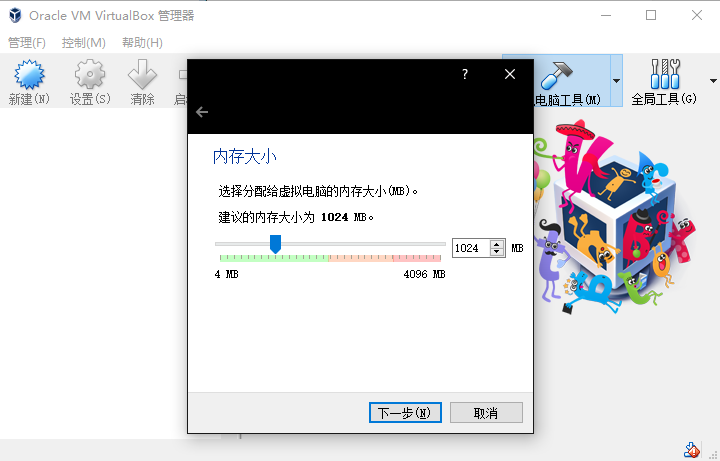 Oracle VM VirtualBox 管理器
管理(F) 控制(M) 帮助(H)
新建(N) 设置(S) 清除 启 电脑工具(M) 全局工具(G)
?
内存大小
选择分配给虚拟电脑的内存大小(MB)。
建议的内存大小为 1024 MB。
1024 MB
4 MB 4096 MB
下一步(N) 取消